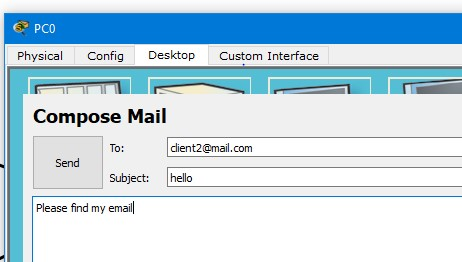 PC0
Physical Config Desktop Custom Interface
Compose Mail
Send
To: client2@mail.com
Subject: hello
Please find my email